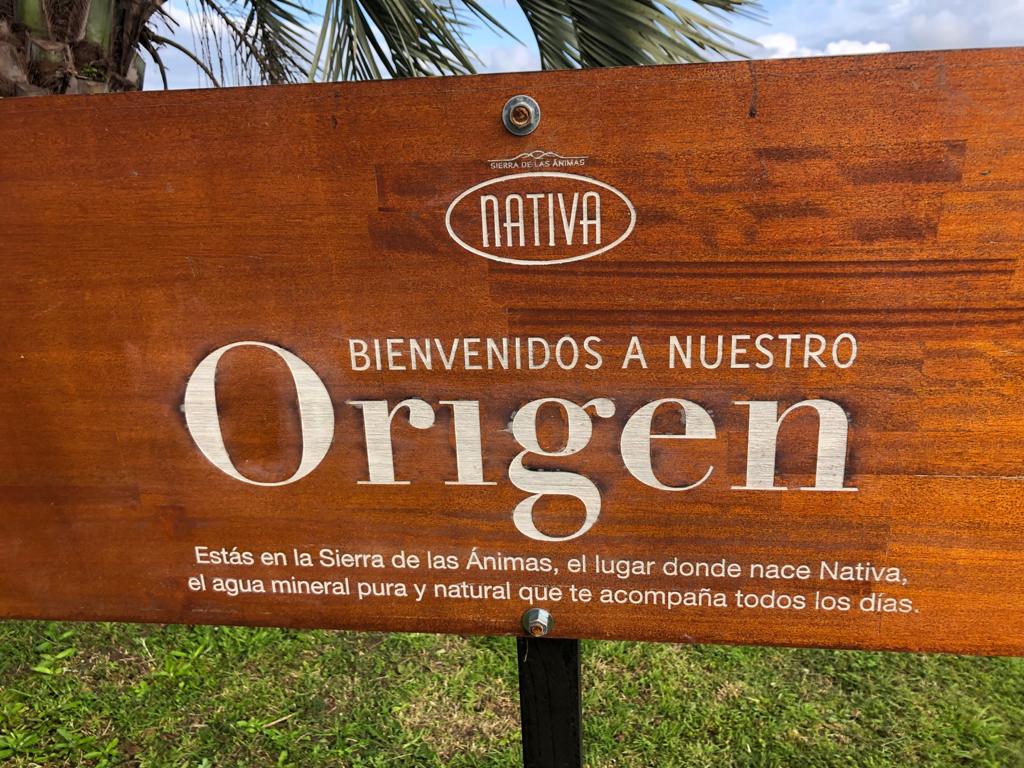 SIERRA DE LAS ÁNIMAS
NATIVA
BIENVENIDOS A NUESTRO
Origen
Estás en la Sierra de las Ánimas, el lugar donde nace Nativa,
el agua mineral pura y natural que te acompaña todos los días.